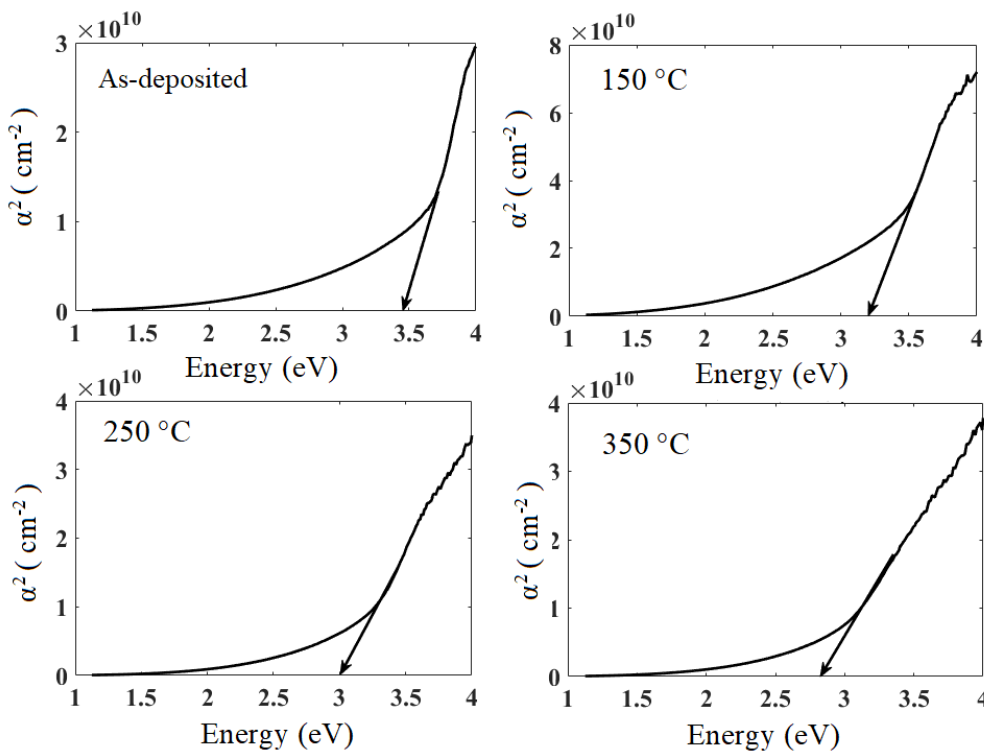 ×10¹⁰
3
2
1
0
α² ( cm⁻² )
As-deposited
1 1.5 2 2.5 3 3.5 4
Energy (eV)
×10¹⁰
8
6
4
2
0
α² ( cm⁻² )
150 °C
1 1.5 2 2.5 3 3.5 4
Energy (eV)
×10¹⁰
4
3
2
1
0
α² ( cm⁻² )
250 °C
1 1.5 2 2.5 3 3.5 4
Energy (eV)
×10¹⁰
4
3
2
1
0
α² ( cm⁻² )
350 °C
1 1.5 2 2.5 3 3.5 4
Energy (eV)